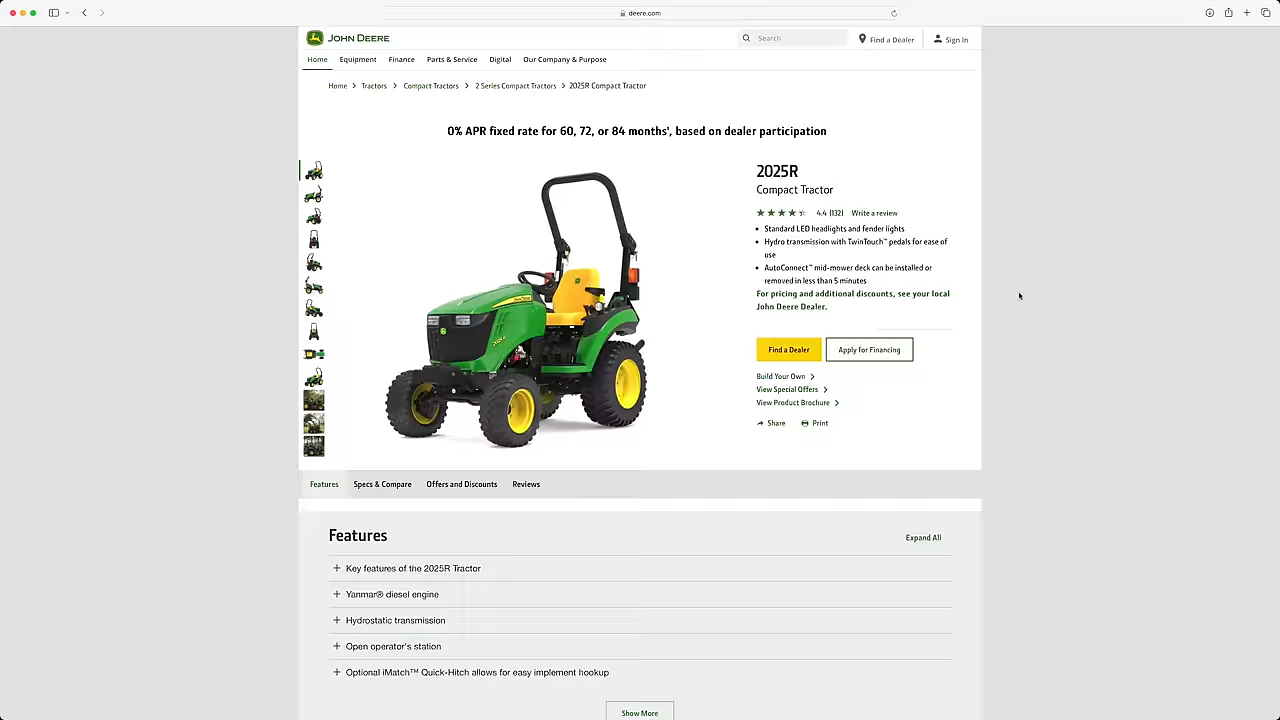 deere.com
JOHN DEERE
Search
Find a Dealer
Sign In
Home
Equipment
Finance
Parts & Service
Digital
Our Company & Purpose
Home > Tractors > Compact Tractors > 2 Series Compact Tractors > 2025R Compact Tractor
0% APR fixed rate for 60, 72, or 84 months¹, based on dealer participation
2025R
Compact Tractor
4.4 (132) Write a review
• Standard LED headlights and fender lights
• Hydro transmission with TwinTouch™ pedals for ease of
use
• AutoConnect™ mid-mower deck can be installed or
removed in less than 5 minutes
For pricing and additional discounts, see your local
John Deere Dealer.
Find a Dealer
Apply for Financing
Build Your Own
View Special Offers
View Product Brochure
Share
Print
Features
Specs & Compare
Offers and Discounts
Reviews
Features
Expand All
+ Key features of the 2025R Tractor
+ Yanmar® diesel engine
+ Hydrostatic transmission
+ Open operator's station
+ Optional iMatch™ Quick-Hitch allows for easy implement hookup
Show More